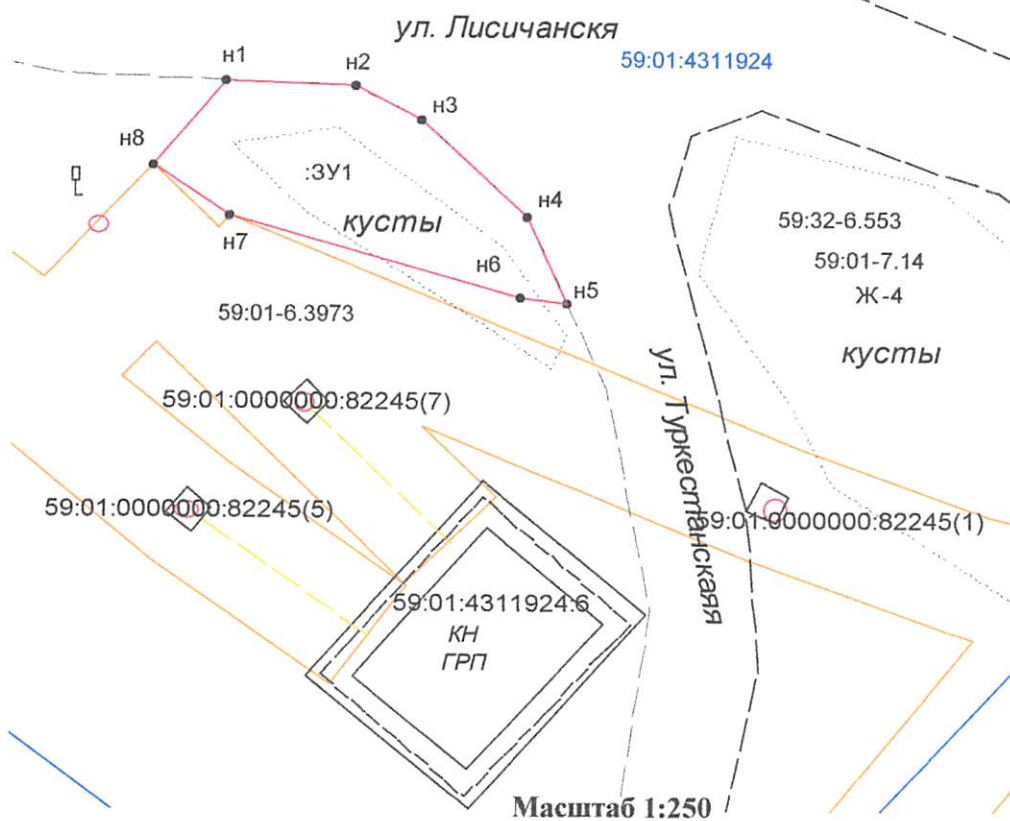 ул. Лисичанскя
59:01:4311924
н1
н2
н3
н8
:ЗУ1
н4
59:32-6.553
кусты
н7
59:01-7.14
н6
н5
Ж-4
59:01-6.3973
кусты
ул. Туркестанскаяя
59:01:0000000:82245(7)
59:01:0000000:82245(5)
59:01:0000000:82245(1)
59:01:4311924:6
КН
ГРП
Масштаб 1:250